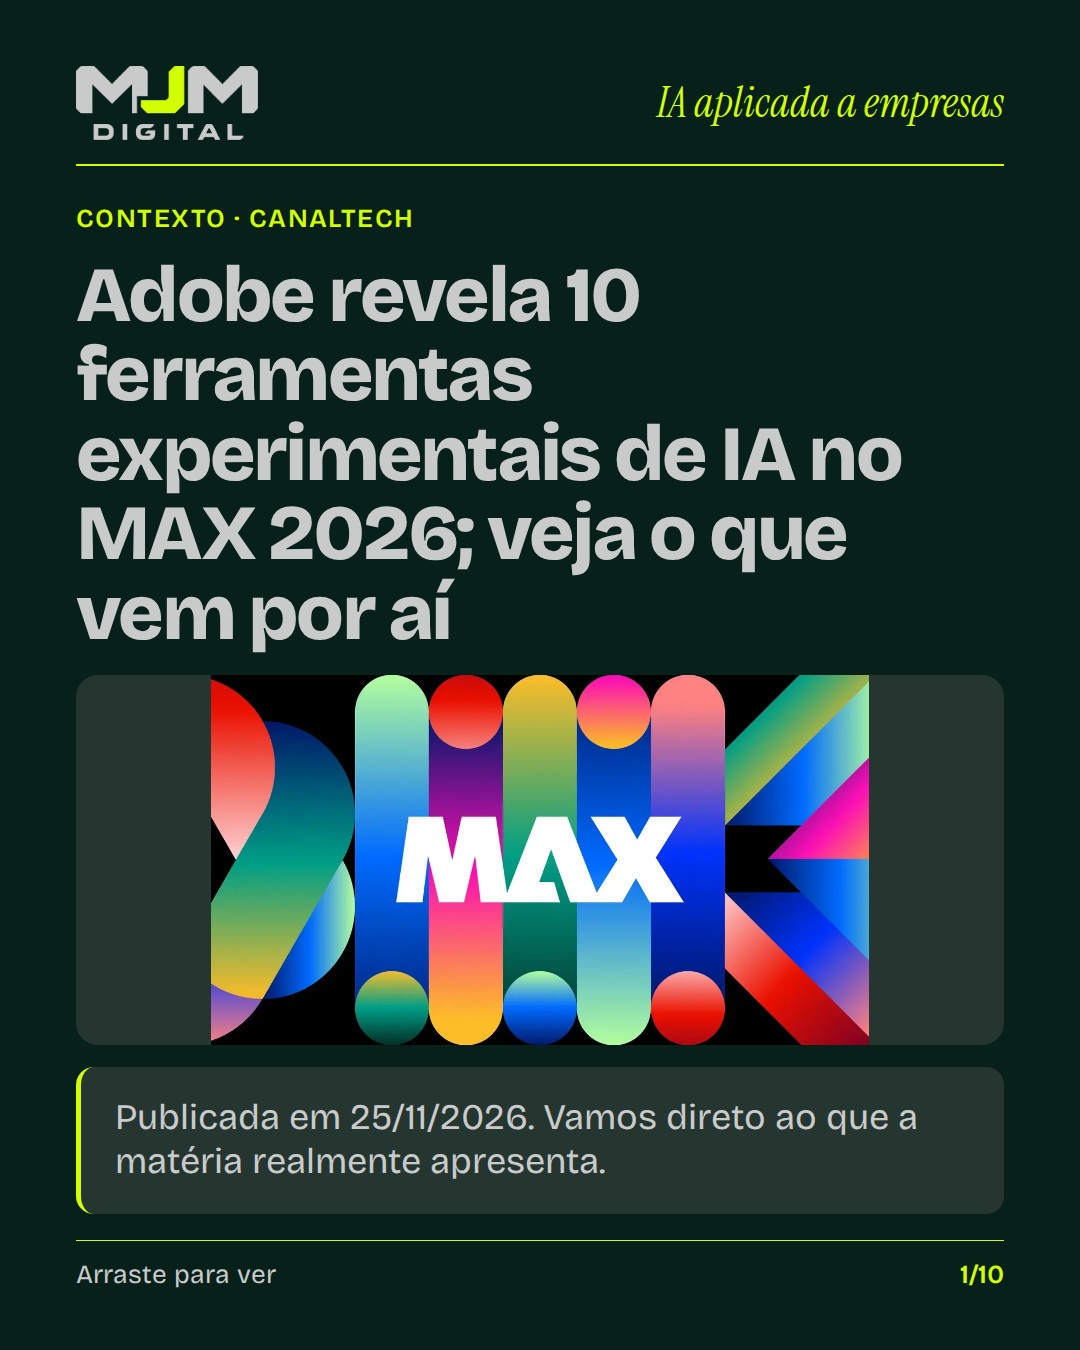 MJM
DIGITAL
IA aplicada a empresas
CONTEXTO · CANALTECH
Adobe revela 10
ferramentas
experimentais de IA no
MAX 2026; veja o que
vem por aí
MAX
Publicada em 25/11/2026. Vamos direto ao que a
matéria realmente apresenta.
Arraste para ver
1/10